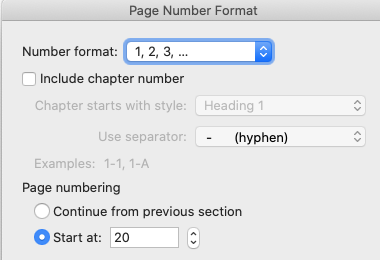 Page Number Format
Number format: 1, 2, 3, ...
Include chapter number
Chapter starts with style: Heading 1
Use separator: - (hyphen)
Examples: 1-1, 1-A
Page numbering
Continue from previous section
Start at: 20